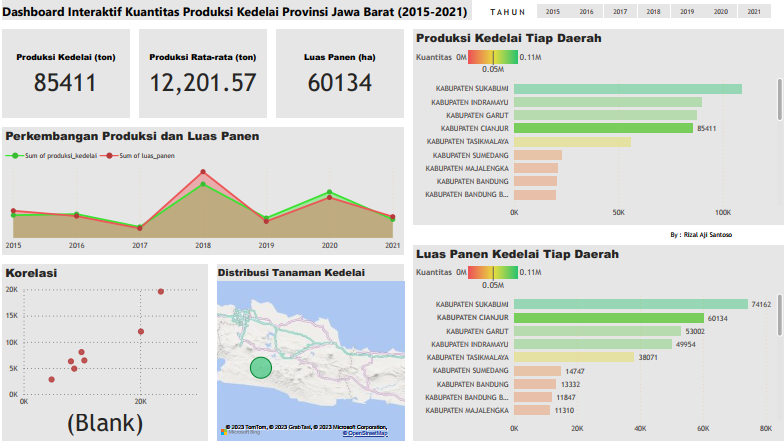 Dashboard Interaktif Kuantitas Produksi Kedelai Provinsi Jawa Barat (2015-2021)
TAHUN
2015 2016 2017 2018 2019 2020 2021
Produksi Kedelai (ton)
85411
Produksi Rata-rata (ton)
12,201.57
Luas Panen (ha)
60134
Perkembangan Produksi dan Luas Panen
Sum of produksi_kedelai Sum of luas_panen
2015 2016 2017 2018 2019 2020 2021
Korelasi
20K
15K
10K
5K
0K
0K 20K
(Blank)
Distribusi Tanaman Kedelai
© 2023 TomTom, © 2023 GrabTaxi, © 2023 Microsoft Corporation,
© OpenStreetMap
Produksi Kedelai Tiap Daerah
Kuantitas 0M 0.11M
0.05M
KABUPATEN SUKABUMI
KABUPATEN INDRAMAYU
KABUPATEN GARUT
KABUPATEN CIANJUR 85411
KABUPATEN TASIKMALAYA
KABUPATEN SUMEDANG
KABUPATEN MAJALENGKA
KABUPATEN BANDUNG
KABUPATEN BANDUNG B...
0K 50K 100K
By : Rizal Aji Santoso
Luas Panen Kedelai Tiap Daerah
Kuantitas 0M 0.11M
0.05M
KABUPATEN SUKABUMI 74162
KABUPATEN CIANJUR 60134
KABUPATEN GARUT 53002
KABUPATEN INDRAMAYU 49954
KABUPATEN TASIKMALAYA 38071
KABUPATEN SUMEDANG 14747
KABUPATEN BANDUNG 13332
KABUPATEN BANDUNG B... 11847
KABUPATEN MAJALENGKA 11310
0K 20K 40K 60K 80K